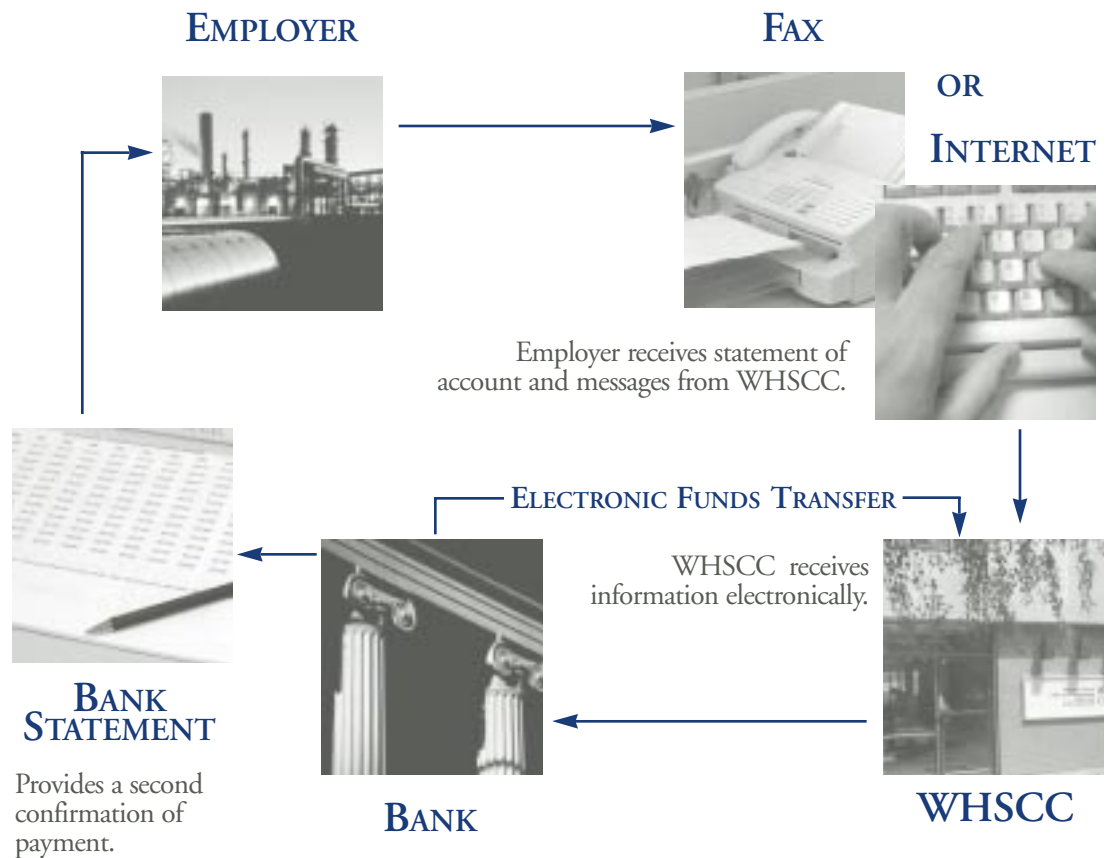 EMPLOYER
FAX
OR
INTERNET
Employer receives statement of
account and messages from WHSCC.
ELECTRONIC FUNDS TRANSFER
WHSCC receives
information electronically.
BANK
STATEMENT
Provides a second
confirmation of
payment.
BANK
WHSCC